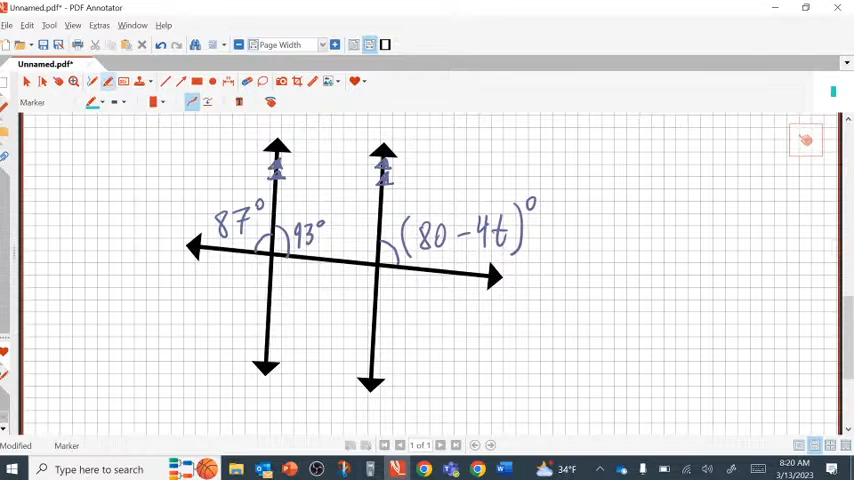 Unnamed.pdf* - PDF Annotator
File Edit Document Tool View Extras Window Help
Page Width
Unnamed.pdf*
Marker
87° 93° (80 - 4t)°
1 of 1
Modified Marker
Type here to search
34°F
8:20 AM
3/13/2023